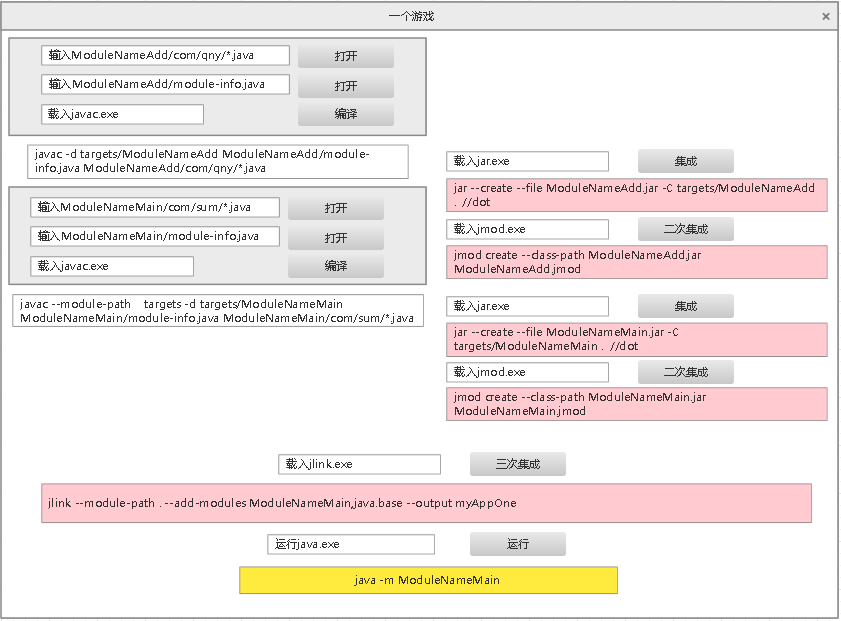 一个游戏
×
输入ModuleNameAdd/com/qny/*.java
打开
输入ModuleNameAdd/module-info.java
打开
载入javac.exe
编译
javac -d targets/ModuleNameAdd ModuleNameAdd/module-
info.java ModuleNameAdd/com/qny/*.java
输入ModuleNameMain/com/sum/*.java
打开
输入ModuleNameMain/module-info.java
打开
载入javac.exe
编译
javac --module-path targets -d targets/ModuleNameMain
ModuleNameMain/module-info.java ModuleNameMain/com/sum/*.java
载入jar.exe
集成
jar --create --file ModuleNameAdd.jar -C targets/ModuleNameAdd
. //dot
载入jmod.exe
二次集成
jmod create --class-path ModuleNameAdd.jar
ModuleNameAdd.jmod
载入jar.exe
集成
jar --create --file ModuleNameMain.jar -C
targets/ModuleNameMain . //dot
载入jmod.exe
二次集成
jmod create --class-path ModuleNameMain.jar
ModuleNameMain.jmod
载入jlink.exe
三次集成
jlink --module-path . --add-modules ModuleNameMain,java.base --output myAppOne
运行java.exe
运行
java -m ModuleNameMain